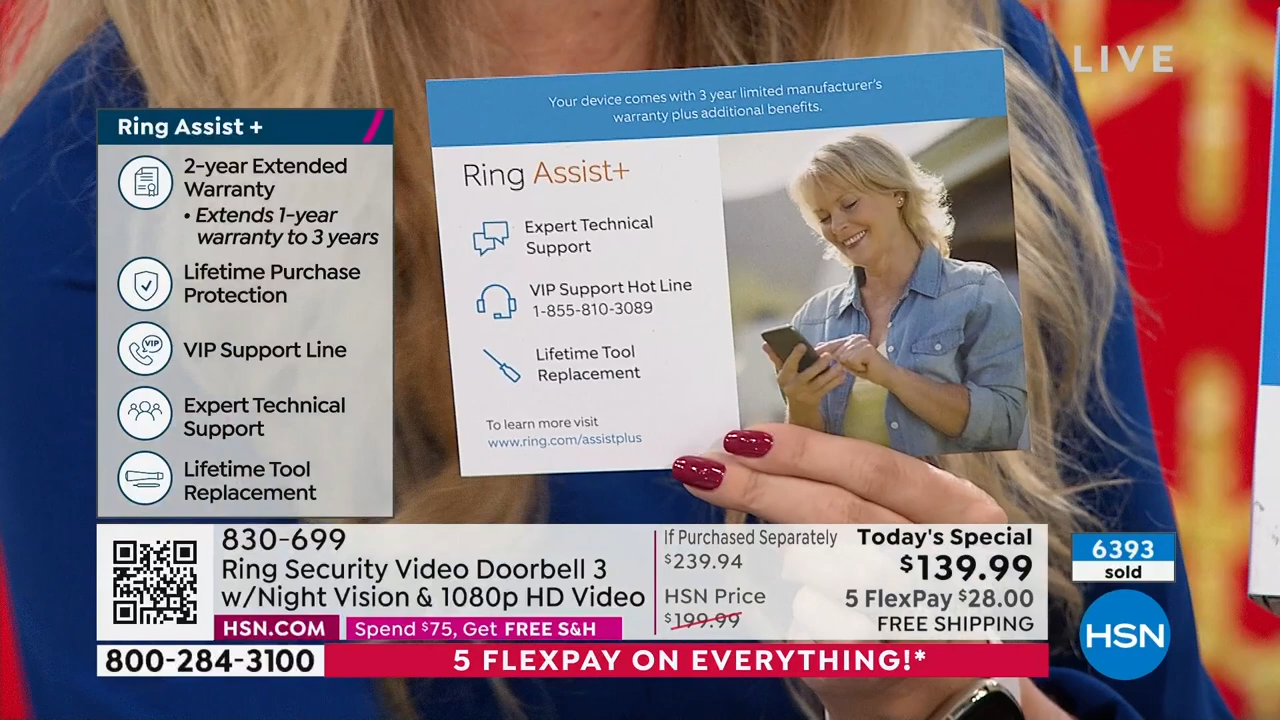 LIVE
Your device comes with 3 year limited manufacturer's
warranty plus additional benefits.
Ring Assist+
Expert Technical
Support
VIP Support Hot Line
1-855-810-3089
Lifetime Tool
Replacement
To learn more visit
www.ring.com/assistplus
Ring Assist +
2-year Extended
Warranty
• Extends 1-year
warranty to 3 years
Lifetime Purchase
Protection
VIP
VIP Support Line
Expert Technical
Support
Lifetime Tool
Replacement
830-699
Ring Security Video Doorbell 3
w/Night Vision & 1080p HD Video
HSN.COM
Spend $75, Get FREE S&H
If Purchased Separately
$239.94
HSN Price
$199.99
Today's Special
$139.99
5 FlexPay $28.00
FREE SHIPPING
6393
sold
HSN
800-284-3100
5 FLEXPAY ON EVERYTHING!*